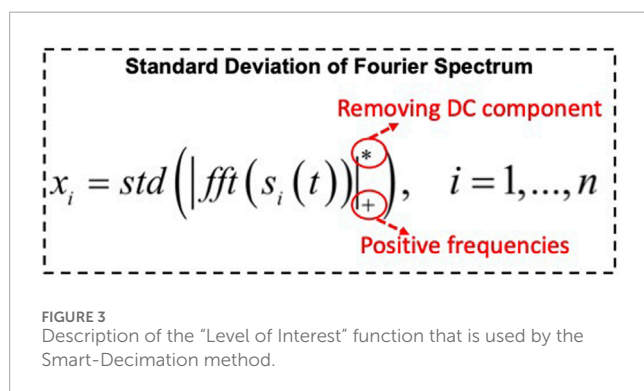 Standard Deviation of Fourier Spectrum
Removing DC component
x_i = std(|fft(s_i(t))|_+^*), i = 1,...,n
Positive frequencies
FIGURE 3
Description of the "Level of Interest" function that is used by the
Smart-Decimation method.